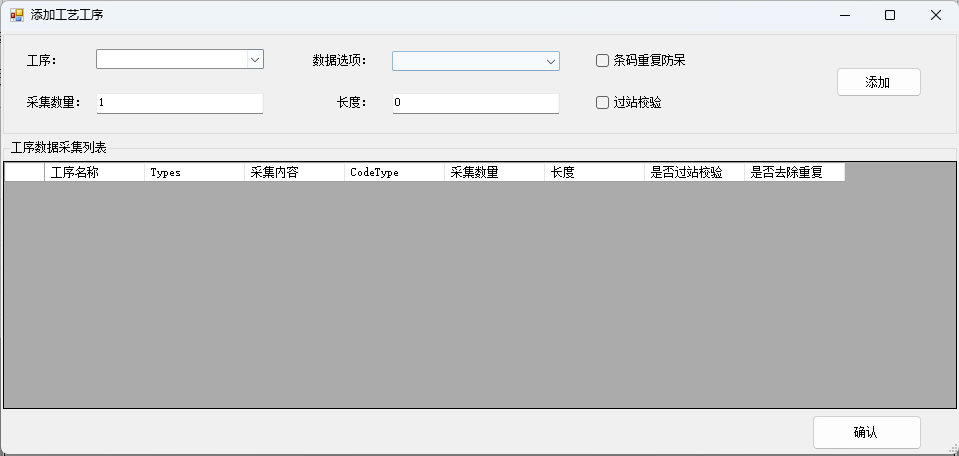 添加工艺工序
工序： 数据选项： 条码重复防呆
添加
采集数量： 1 长度： 0 过站校验
工序数据采集列表
工序名称 Types 采集内容 CodeType 采集数量 长度 是否过站校验 是否去除重复
确认